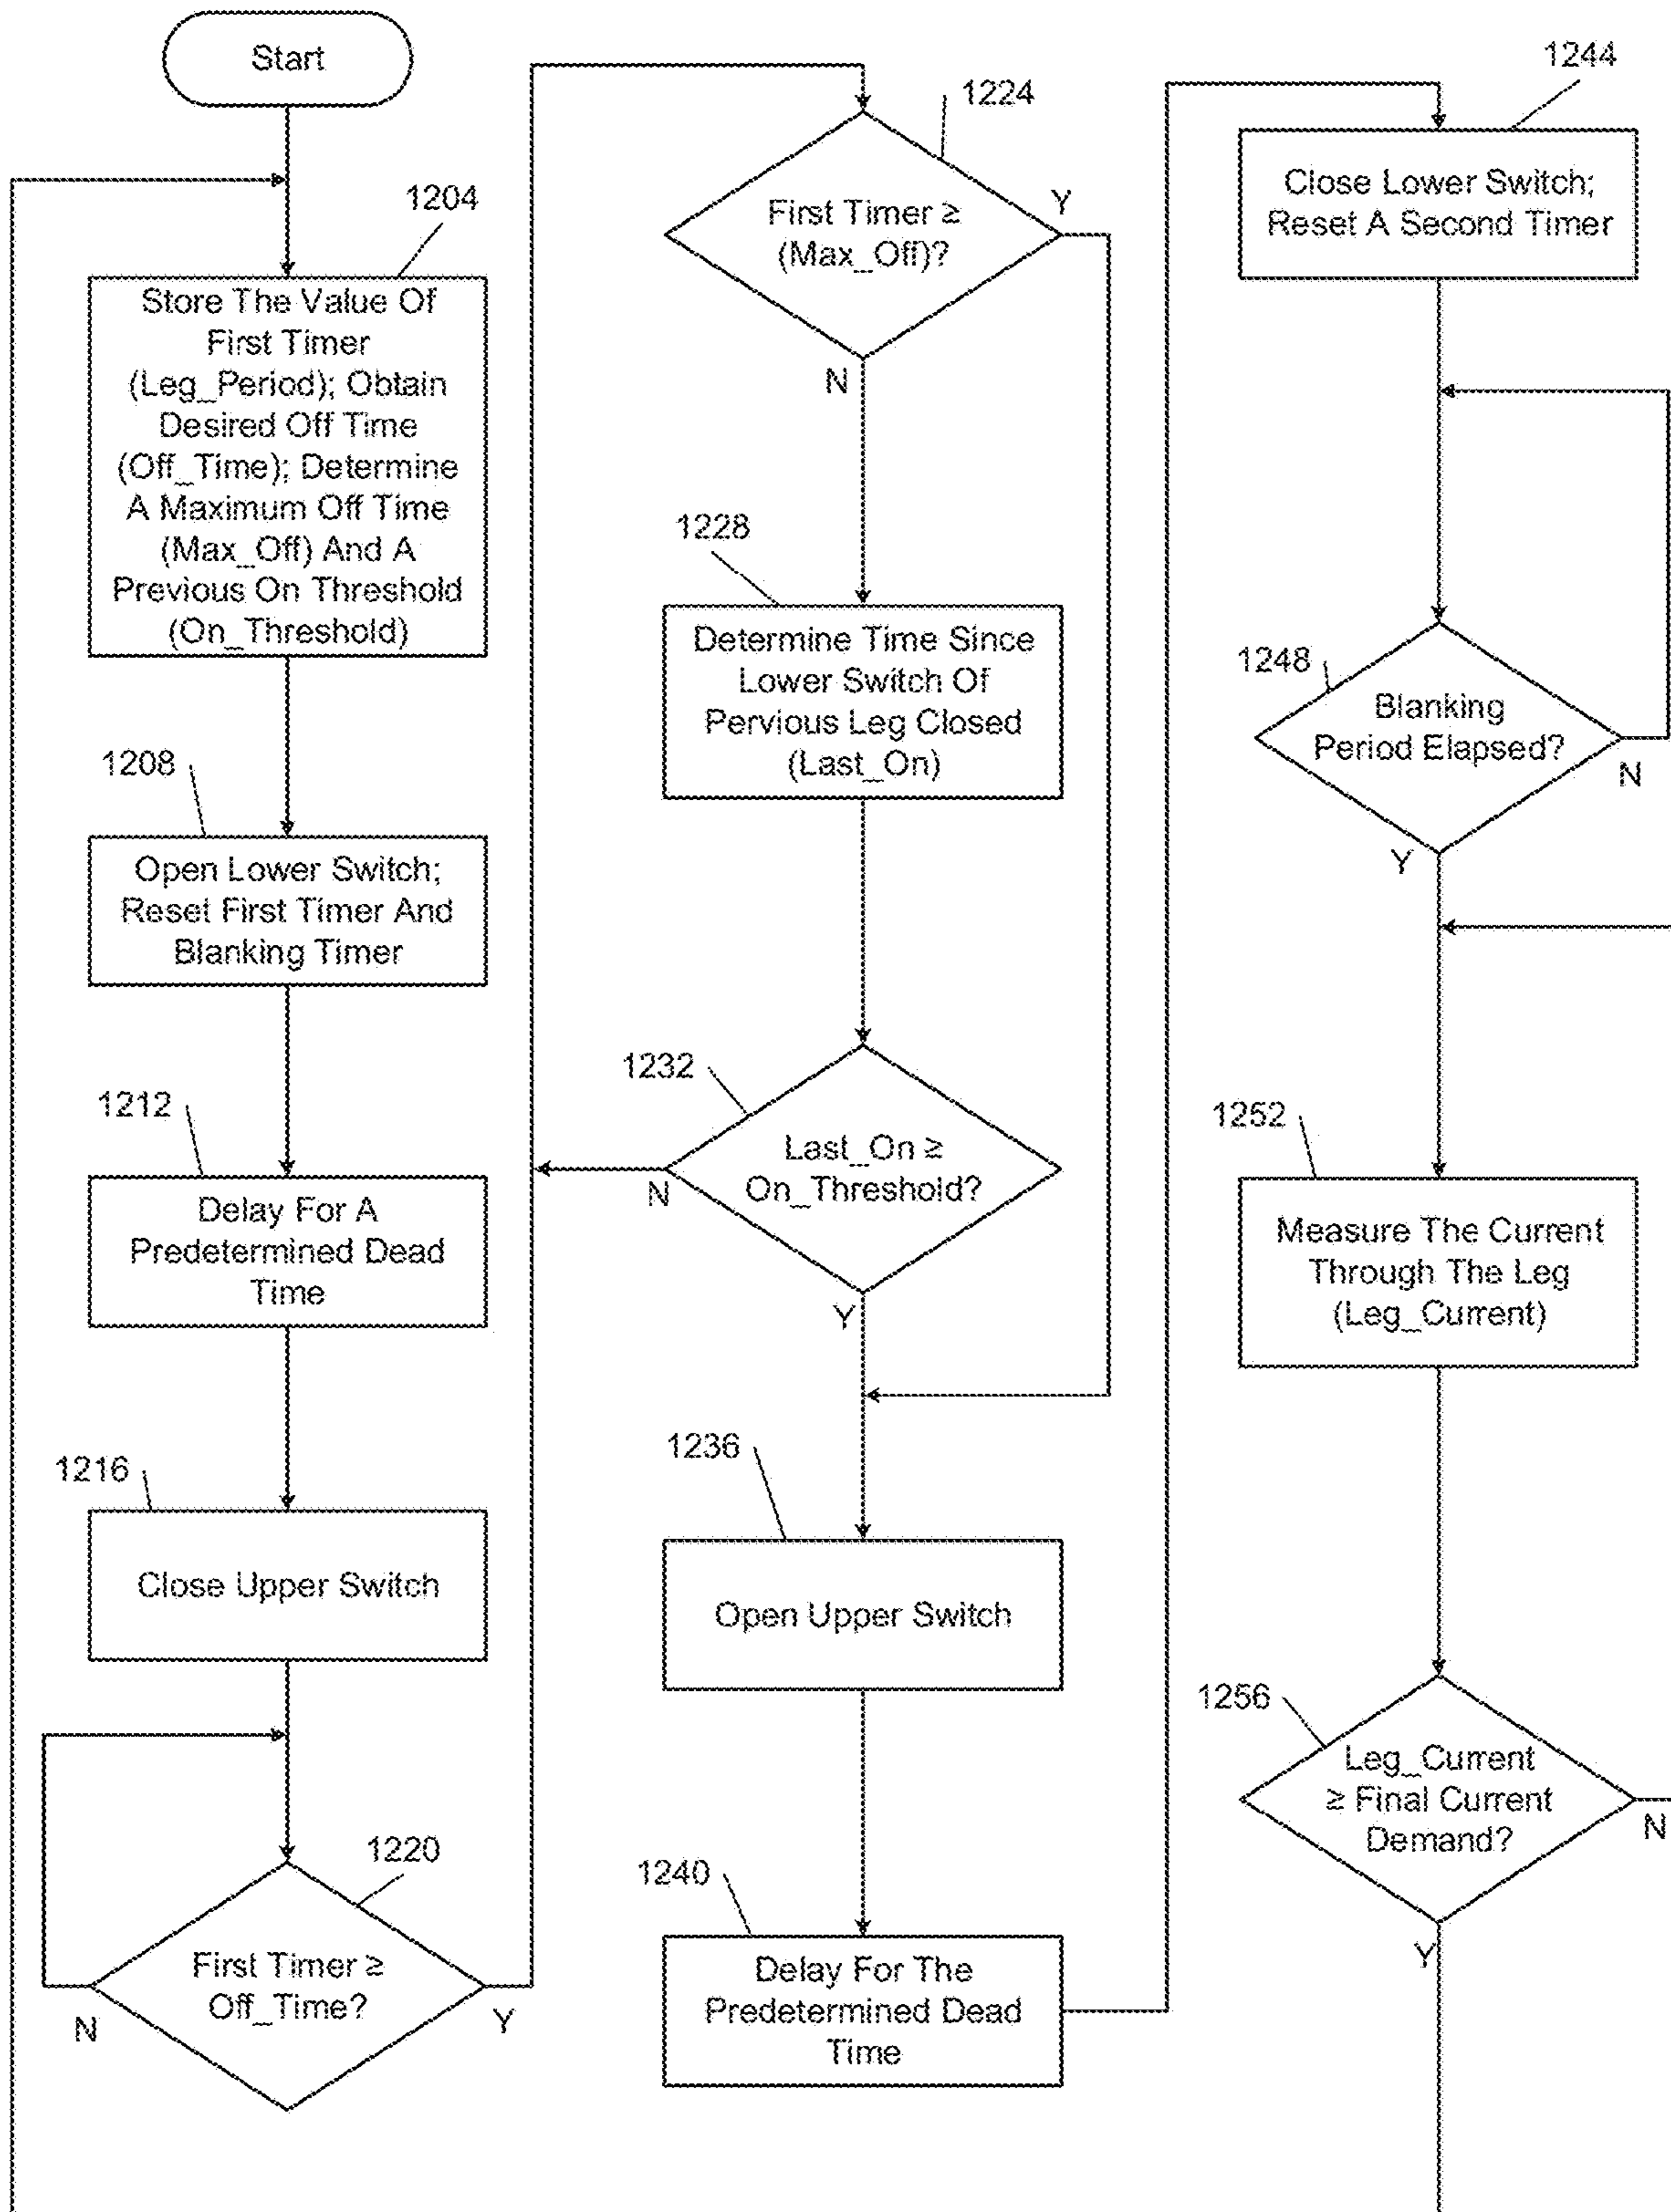 Start
1204
Store The Value Of
First Timer
(Leg_Period); Obtain
Desired Off Time
(Off_Time); Determine
A Maximum Off Time
(Max_Off) And A
Previous On Threshold
(On_Threshold)
1208
Open Lower Switch;
Reset First Timer And
Blanking Timer
1212
Delay For A
Predetermined Dead
Time
1216
Close Upper Switch
1220
First Timer ≥
Off_Time?
N
Y
1224
First Timer ≥
(Max_Off)?
Y
N
1228
Determine Time Since
Lower Switch Of
Pervious Leg Closed
(Last_On)
1232
Last_On ≥
On_Threshold?
N
Y
1236
Open Upper Switch
1240
Delay For The
Predetermined Dead
Time
1244
Close Lower Switch;
Reset A Second Timer
1248
Blanking
Period Elapsed?
N
Y
1252
Measure The Current
Through The Leg
(Leg_Current)
1256
Leg_Current
≥ Final Current
Demand?
N
Y